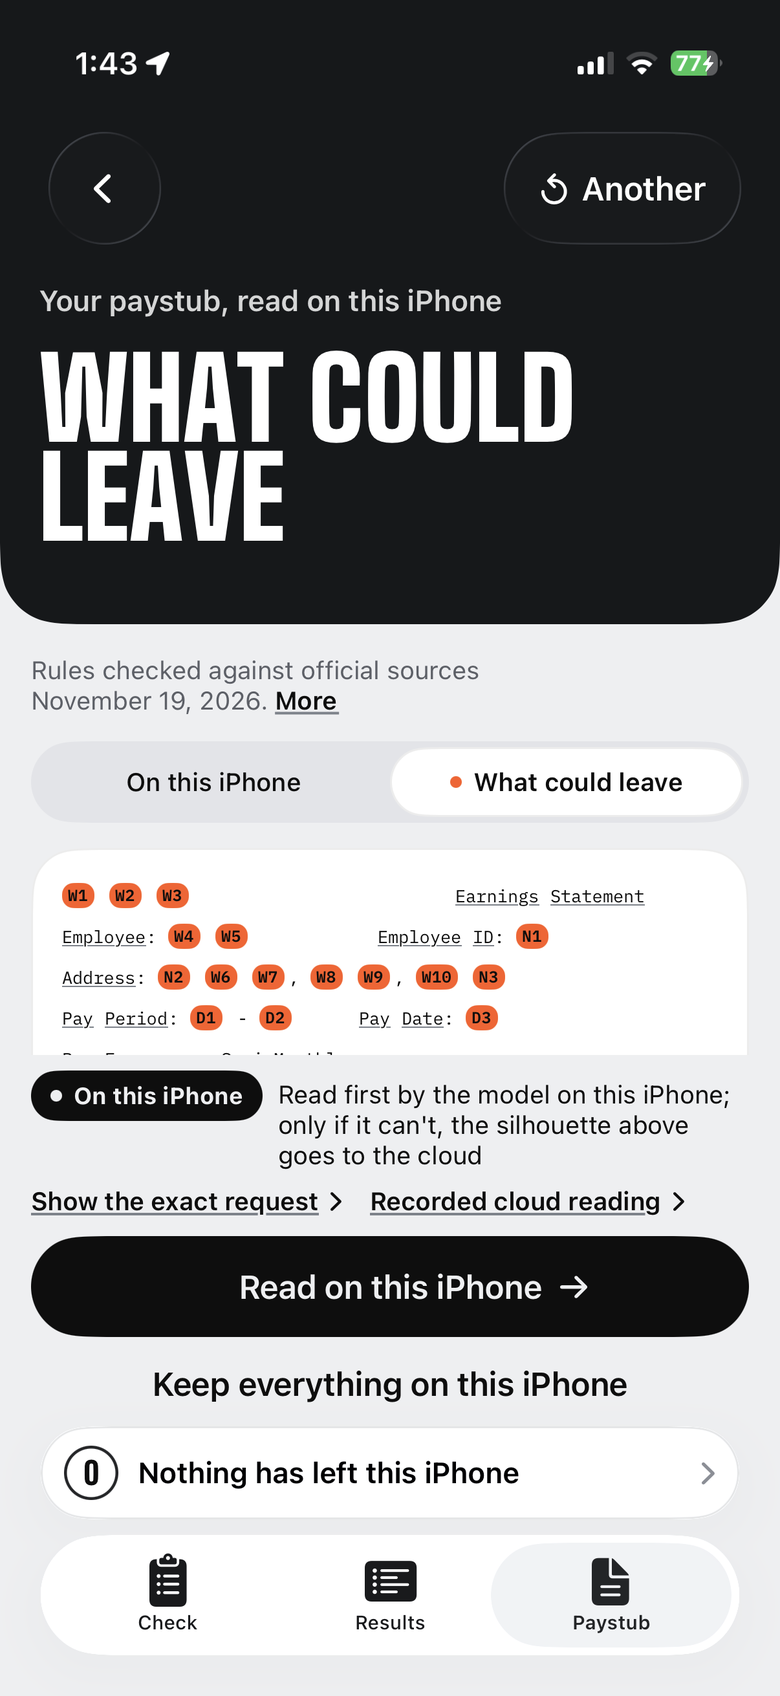 1:43
77
Another
Your paystub, read on this iPhone
WHAT COULD
LEAVE
Rules checked against official sources
November 19, 2026. More
On this iPhone
What could leave
W1 W2 W3 Earnings Statement
Employee: W4 W5 Employee ID: N1
Address: N2 W6 W7, W8 W9, W10 N3
Pay Period: D1 - D2 Pay Date: D3
On this iPhone
Read first by the model on this iPhone;
only if it can't, the silhouette above
goes to the cloud
Show the exact request
Recorded cloud reading
Read on this iPhone
Keep everything on this iPhone
0 Nothing has left this iPhone
Check
Results
Paystub